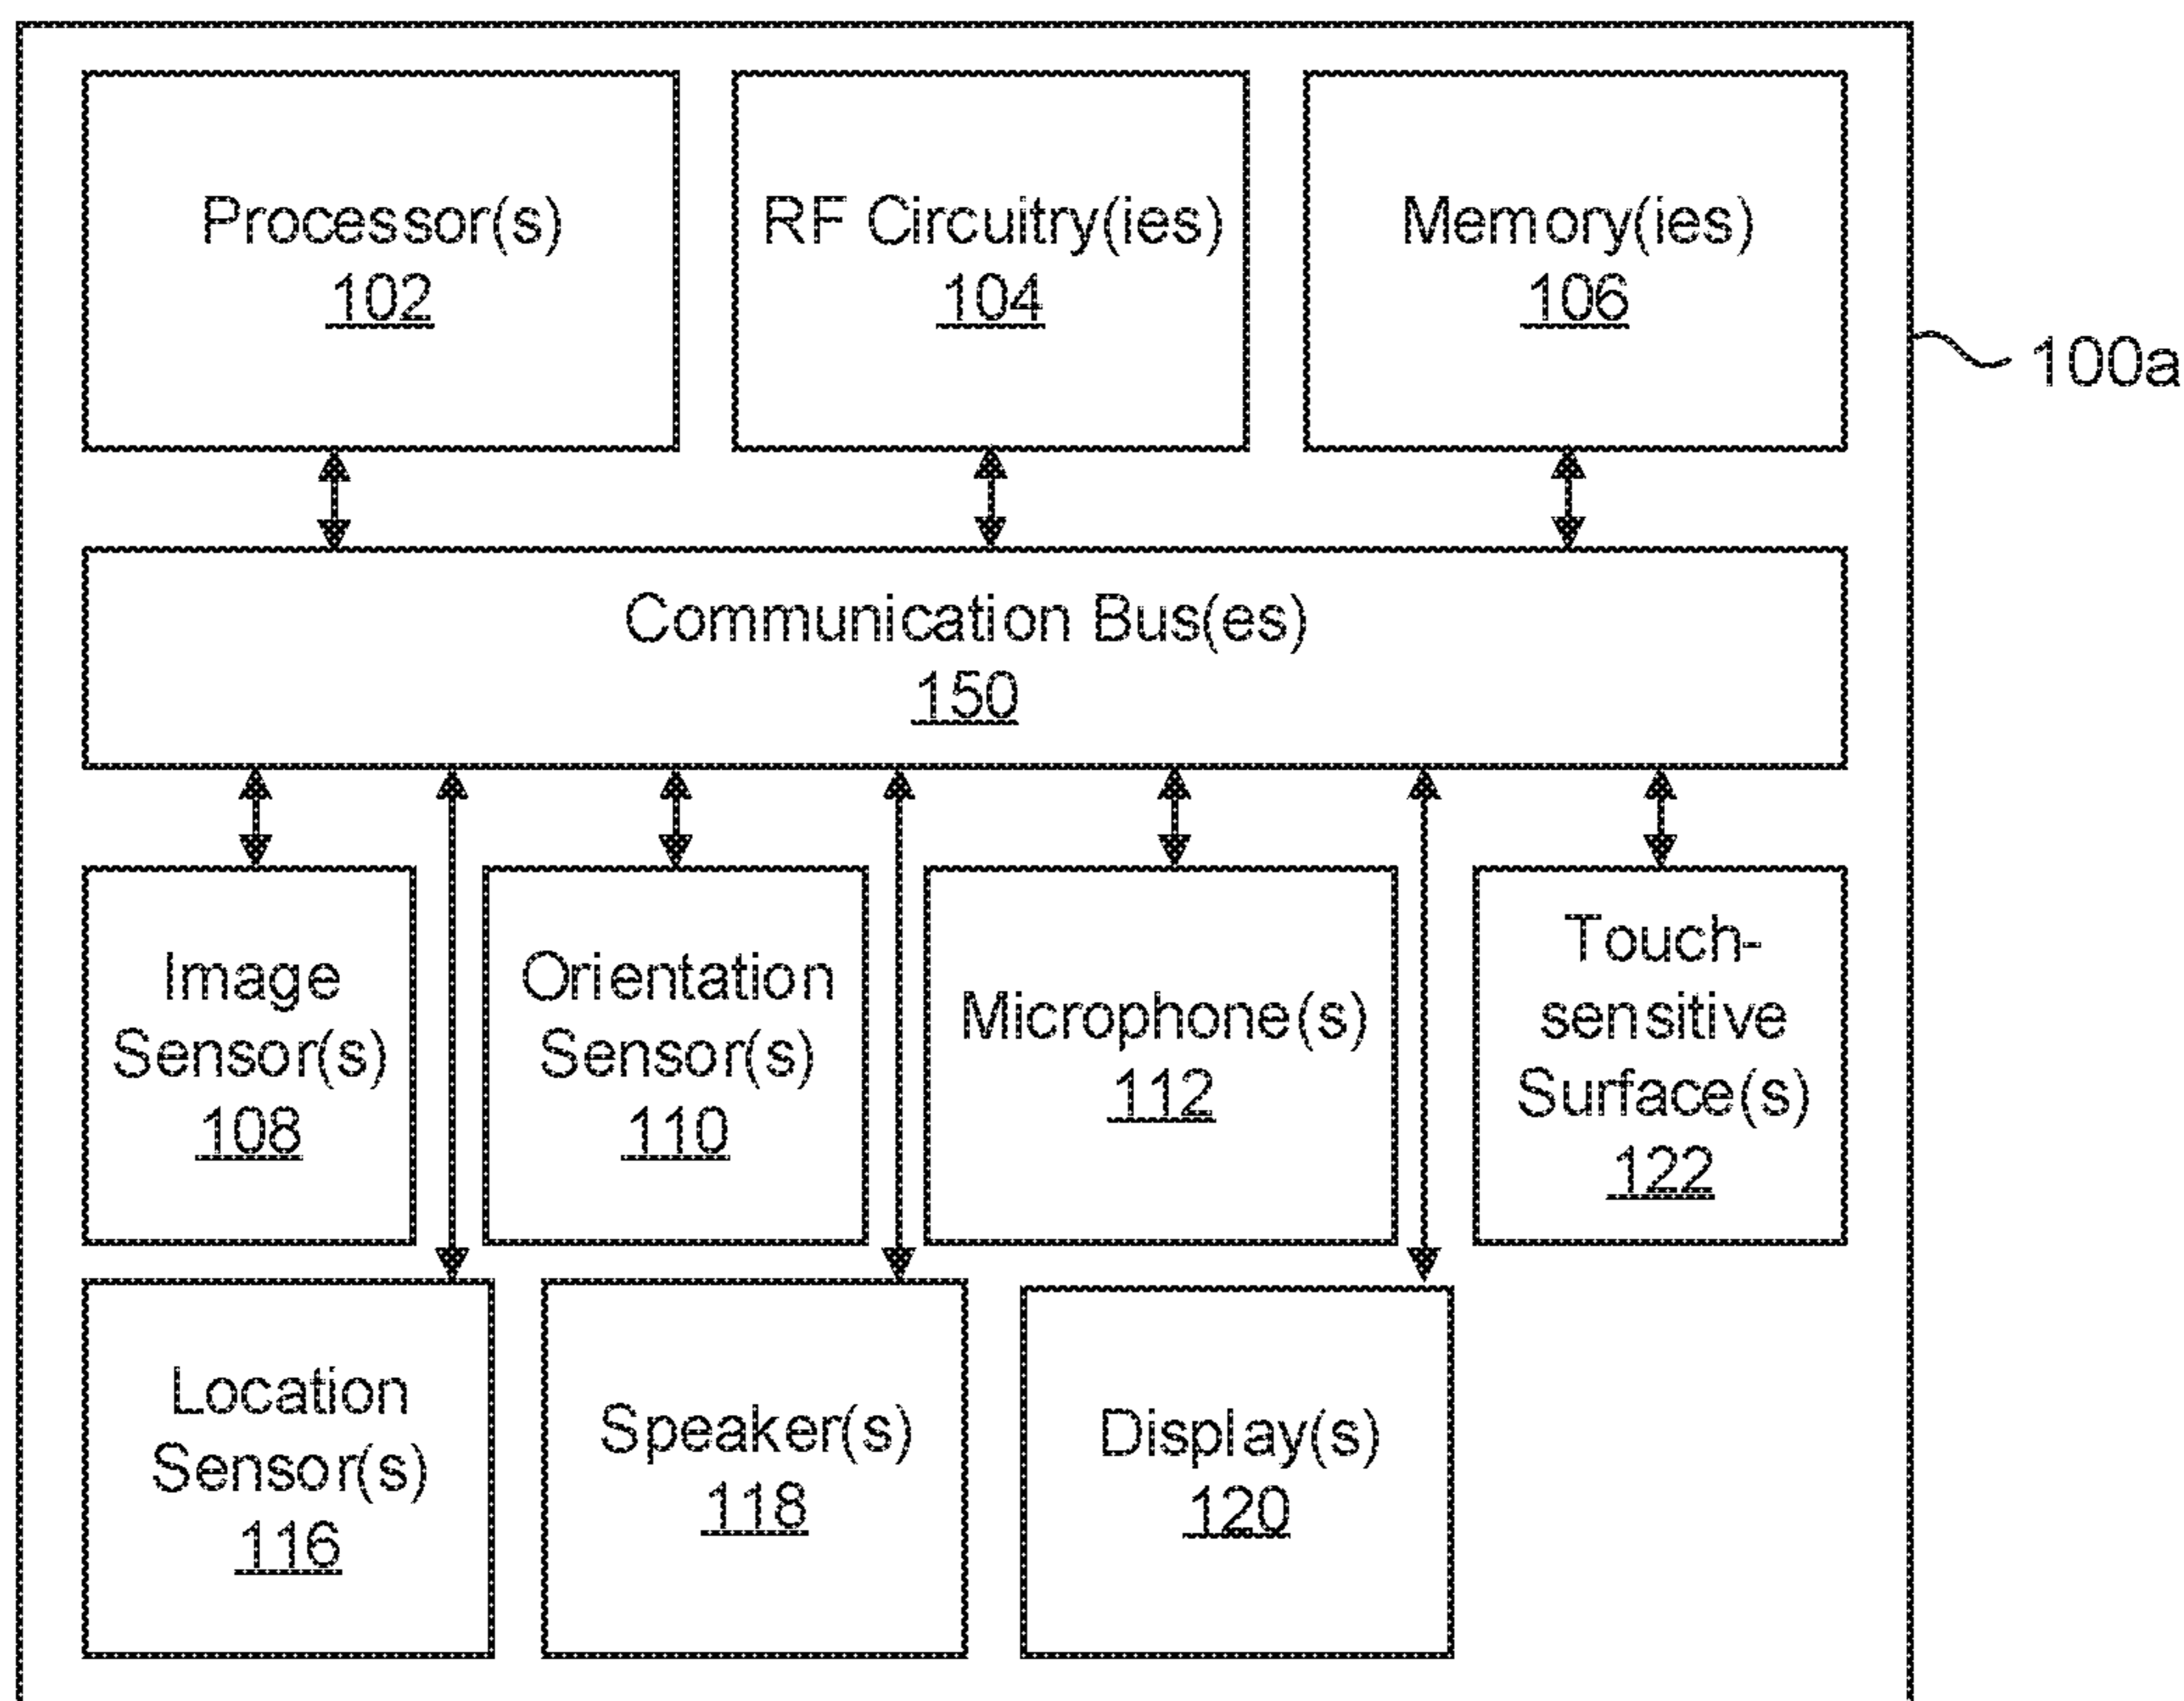 Processor(s)
102
RF Circuitry(ies)
104
Memory(ies)
106
100a
Communication Bus(es)
150
Image
Sensor(s)
108
Orientation
Sensor(s)
110
Microphone(s)
112
Touch-
sensitive
Surface(s)
122
Location
Sensor(s)
116
Speaker(s)
118
Display(s)
120